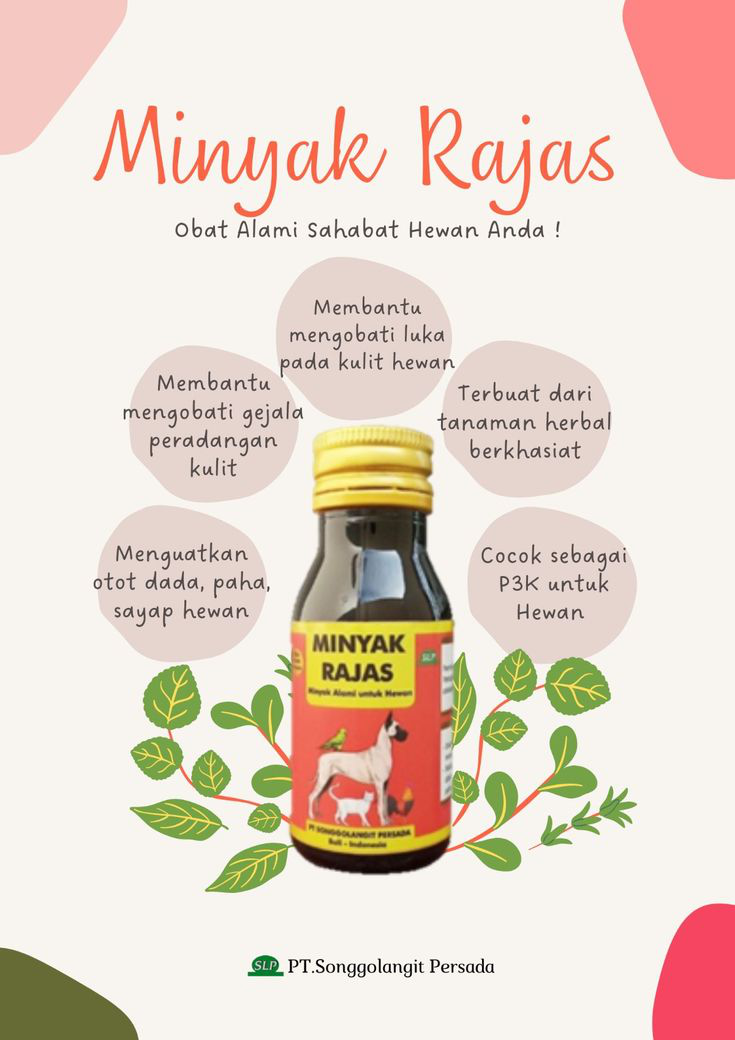 Minyak Rajas
Obat Alami Sahabat Hewan Anda !
Membantu
mengobati luka
pada kulit hewan
Membantu
mengobati gejala
peradangan
kulit
Terbuat dari
tanaman herbal
berkhasiat
Menguatkan
otot dada, paha,
sayap hewan
Cocok sebagai
P3K untuk
Hewan
MINYAK
RAJAS
Minyak Alami untuk Hewan
SLP
PT SONGGOLANGIT PERSADA
Bali - Indonesia
SLP PT.Songgolangit Persada